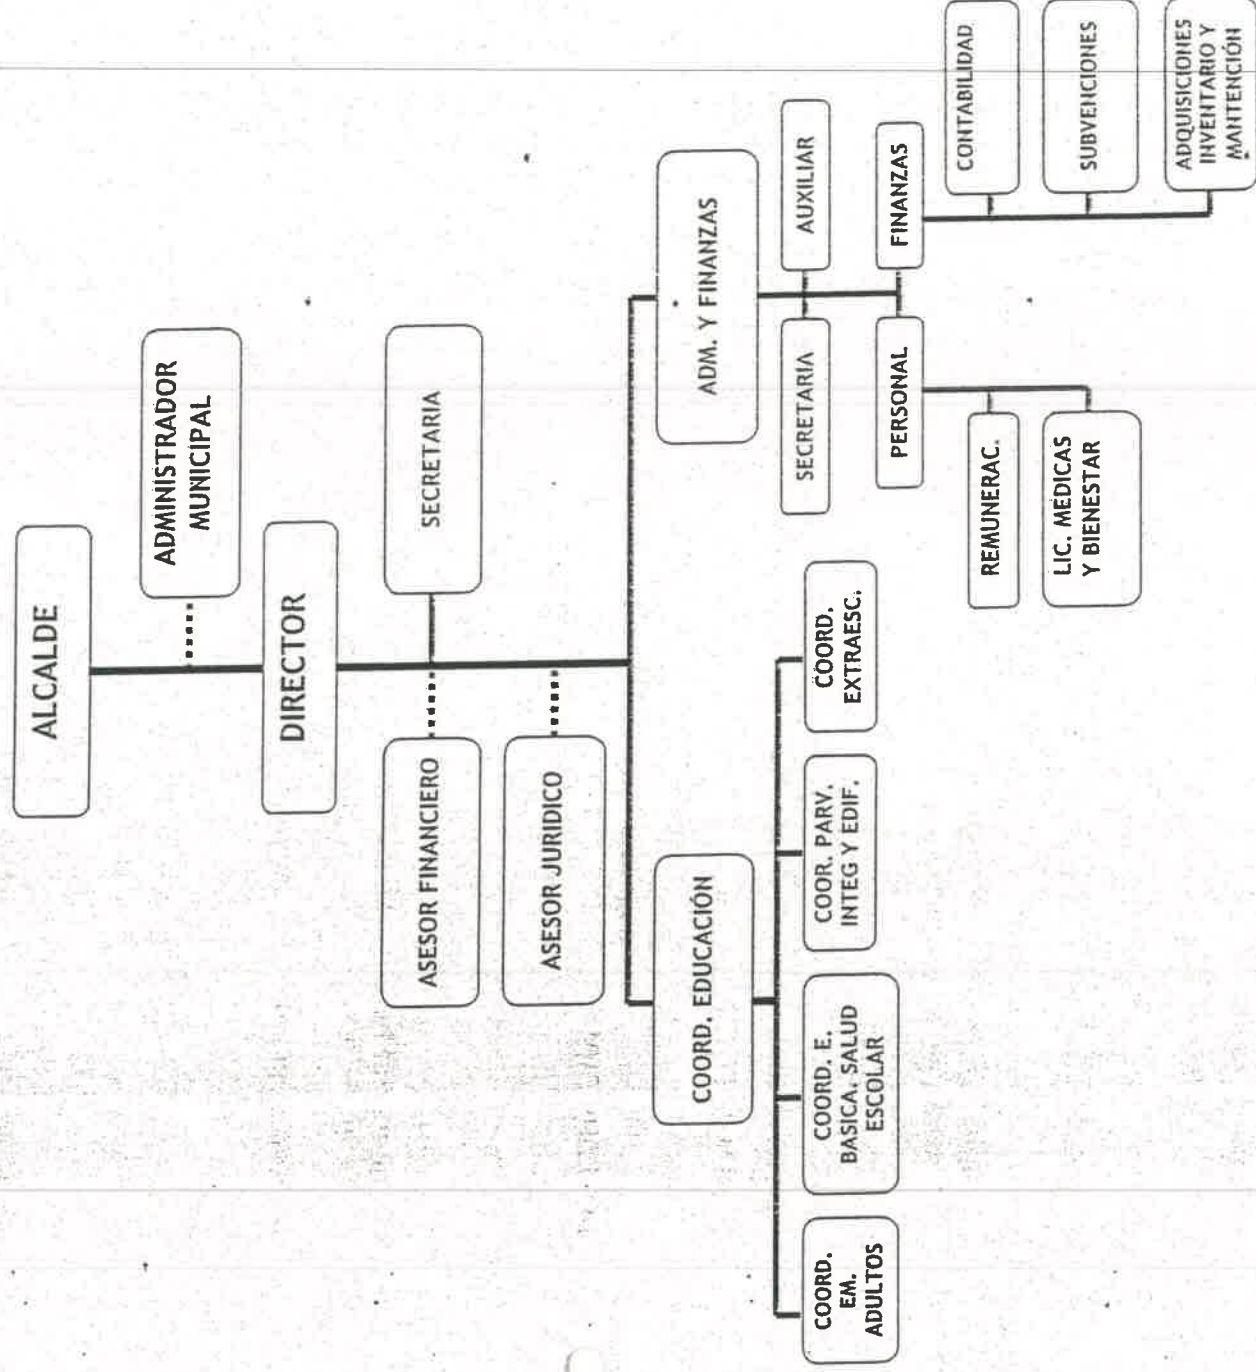 ALCALDE
ADMINISTRADOR
MUNICIPAL
DIRECTOR
ASESOR FINANCIERO
SECRETARIA
ASESOR JURIDICO
COORD. EDUCACIÓN
ADM. Y FINANZAS
COORD.
EM.
ADULTOS
COORD. E.
BASICA. SALUD
ESCOLAR
COOR. PARV.
INTEG Y EDIF.
COORD.
EXTRAESC.
SECRETARIA
AUXILIAR
PERSONAL
FINANZAS
REMUNERAC.
LIC. MEDICAS
Y BIENESTAR
CONTABILIDAD
SUBVENCIONES
ADQUISICIONES
INVENTARIO Y
MANTENCIÓN